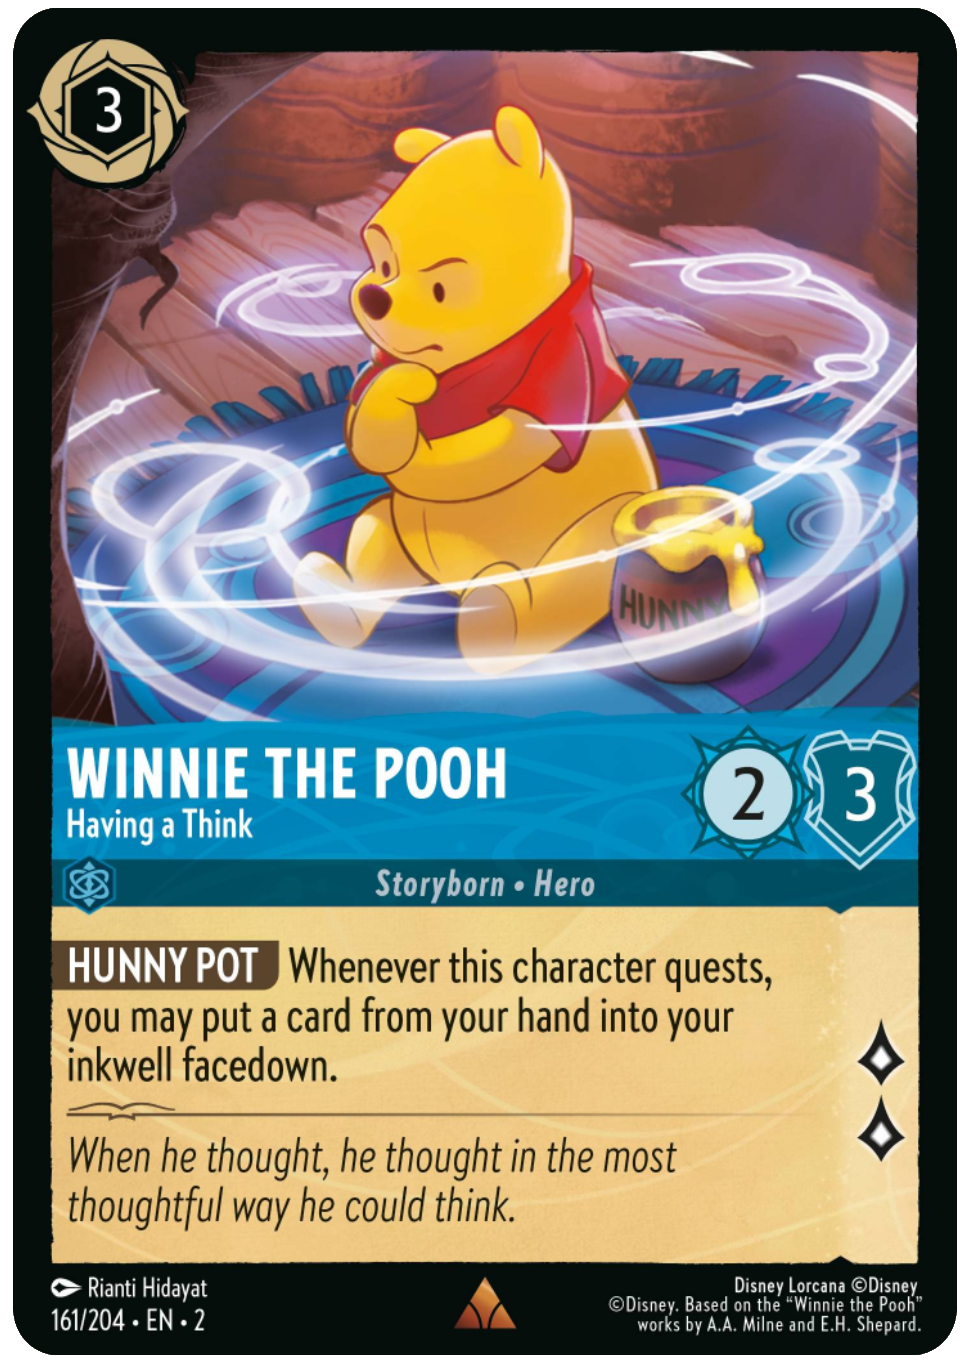 3
HUNNY
WINNIE THE POOH
Having a Think
2
3
Storyborn • Hero
HUNNY POT Whenever this character quests,
you may put a card from your hand into your
inkwell facedown.
When he thought, he thought in the most
thoughtful way he could think.
Rianti Hidayat
161/204 • EN • 2
Disney Lorcana ©Disney
©Disney. Based on the “Winnie the Pooh”
works by A.A. Milne and E.H. Shepard.